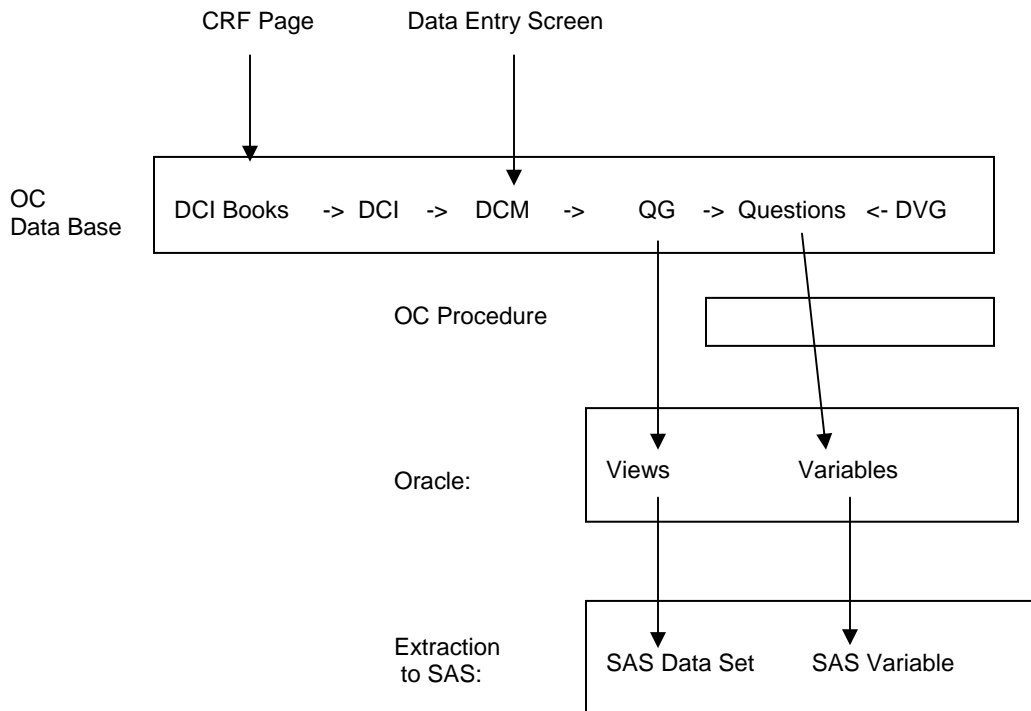 CRF Page Data Entry Screen
OC
Data Base
DCI Books -> DCI -> DCM -> QG -> Questions <- DVG
OC Procedure
Oracle:
Views Variables
Extraction
to SAS:
SAS Data Set SAS Variable